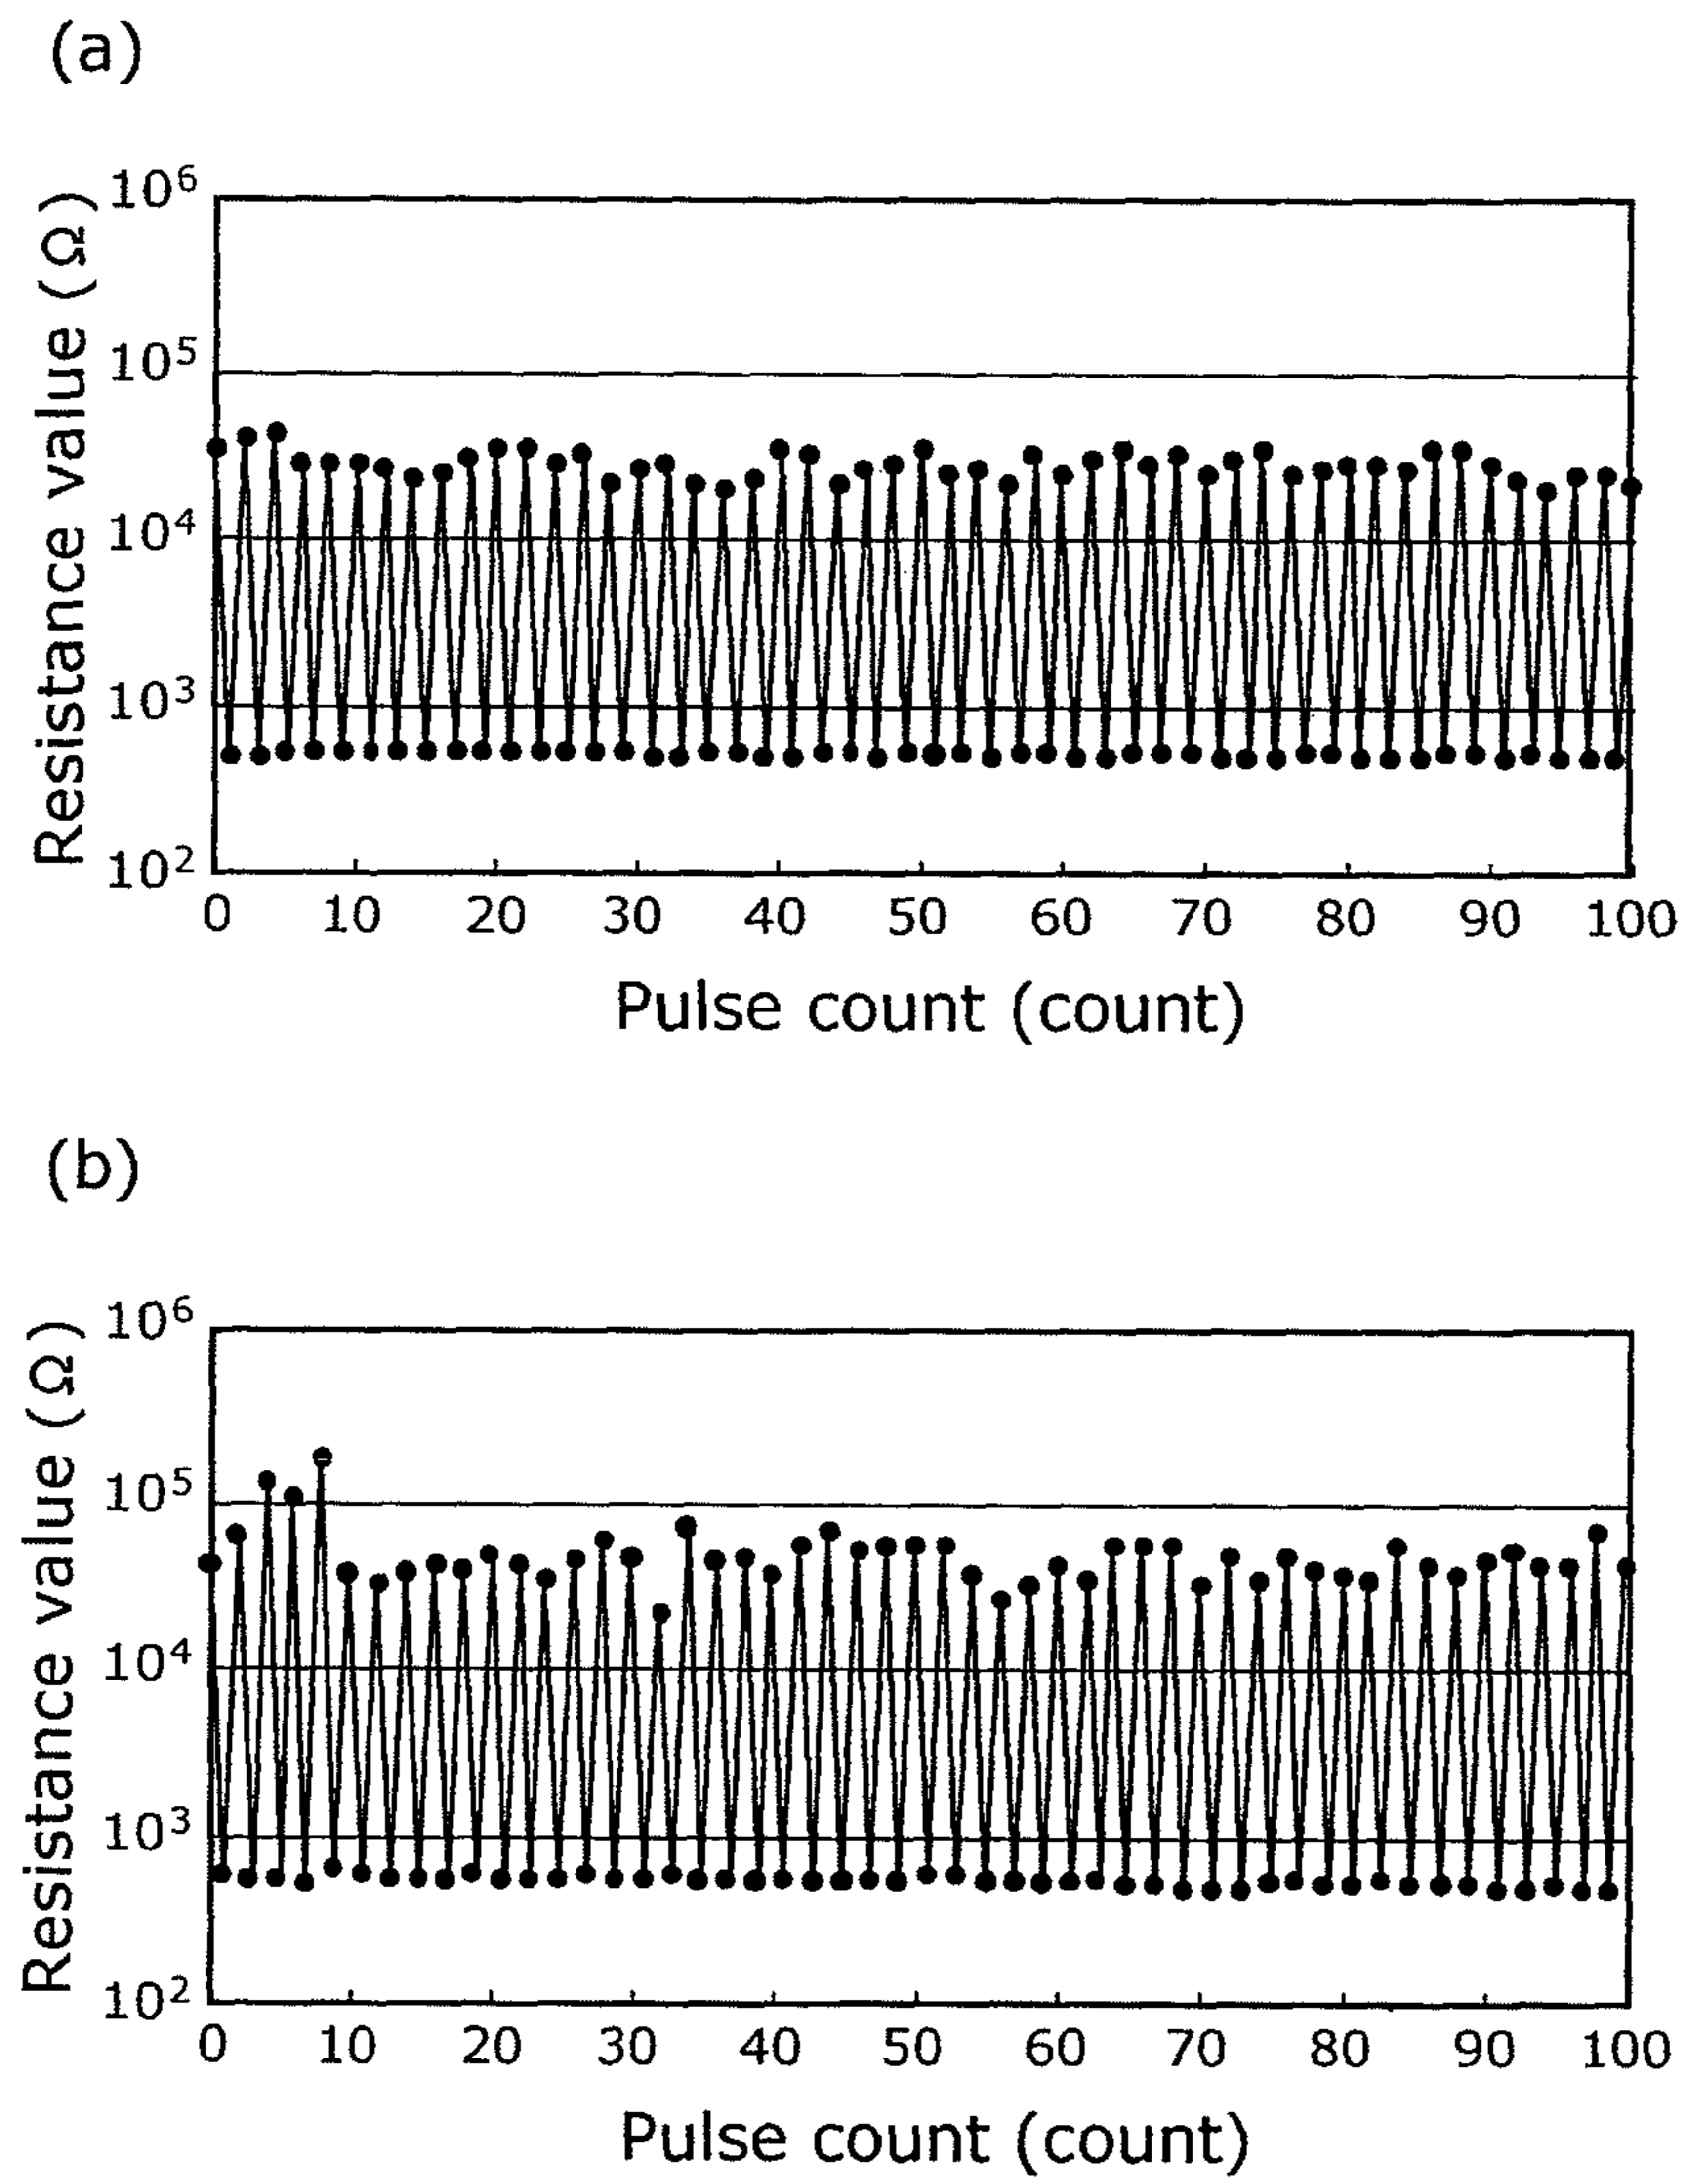 (a)
Resistance value (Ω)
10⁶
10⁵
10⁴
10³
10²
0 10 20 30 40 50 60 70 80 90 100
Pulse count (count)
(b)
Resistance value (Ω)
10⁶
10⁵
10⁴
10³
10²
0 10 20 30 40 50 60 70 80 90 100
Pulse count (count)